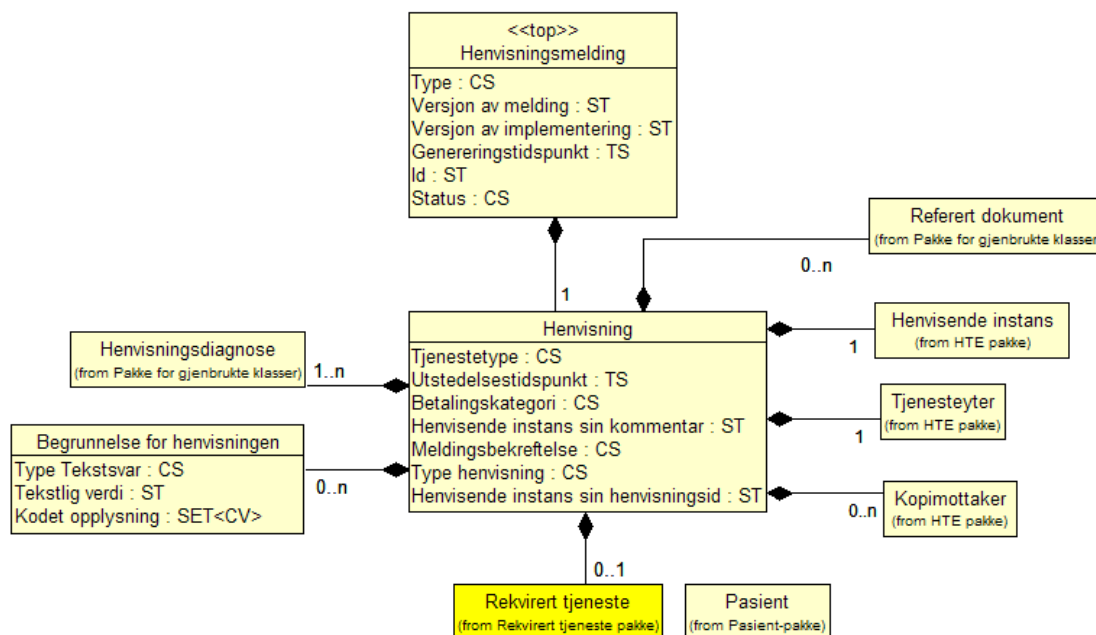 <<top>>
Henvisningsmelding
Type : CS
Versjon av melding : ST
Versjon av implementering : ST
Genereringstidspunkt : TS
Id : ST
Status : CS
Referert dokument
(from Pakke for gjenbrukte klasser)
0..n
1
Henvisning
Tjenestetype : CS
Utstedelsestidspunkt : TS
Betalingskategori : CS
Henvisende instans sin kommentar : ST
Meldingsbekreftelse : CS
Type henvisning : CS
Henvisende instans sin henvisningsid : ST
Henvisende instans
(from HTE pakke)
1
Henvisningsdiagnose
(from Pakke for gjenbrukte klasser)
1..n
Tjenesteyter
(from HTE pakke)
1
Begrunnelse for henvisningen
Type Tekstsvar : CS
Tekstlig verdi : ST
Kodet opplysning : SET<CV>
0..n
Kopimottaker
(from HTE pakke)
0..n
0..1
Rekvirert tjeneste
(from Rekvirert tjeneste pakke)
Pasient
(from Pasient-pakke)